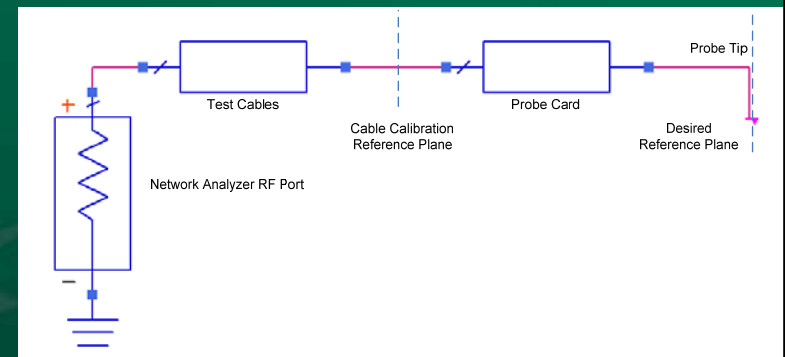 Probe Tip
Test Cables
Probe Card
Cable Calibration
Reference Plane
Desired
Reference Plane
+
Network Analyzer RF Port
−